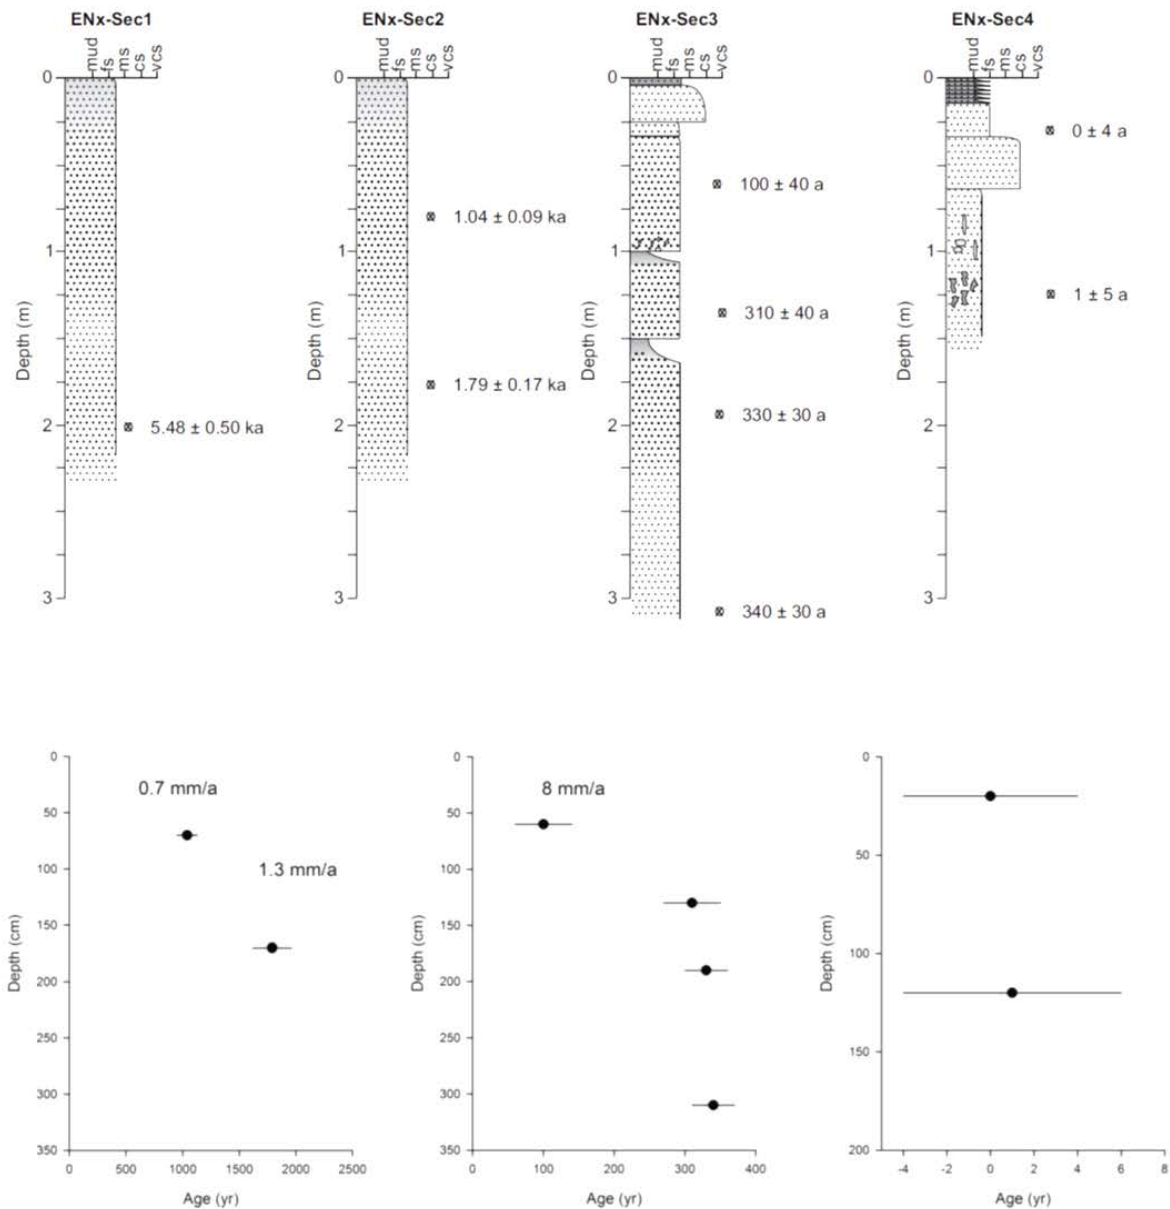 ENx-Sec1
ENx-Sec2
ENx-Sec3
ENx-Sec4
mud fs ms cs vcs
mud fs ms cs vcs
mud fs ms cs vcs
mud fs ms cs vcs
0
1
2
3
Depth (m)
5.48 ± 0.50 ka
0
1
2
3
Depth (m)
1.04 ± 0.09 ka
1.79 ± 0.17 ka
0
1
2
3
Depth (m)
100 ± 40 a
310 ± 40 a
330 ± 30 a
340 ± 30 a
0
1
2
3
Depth (m)
0 ± 4 a
1 ± 5 a
0
50
100
150
200
250
300
350
Depth (cm)
0.7 mm/a
1.3 mm/a
0 500 1000 1500 2000 2500
Age (yr)
0
50
100
150
200
250
300
350
Depth (cm)
8 mm/a
0 100 200 300 400
Age (yr)
0
50
100
150
200
Depth (cm)
-4 -2 0 2 4 6 8
Age (yr)